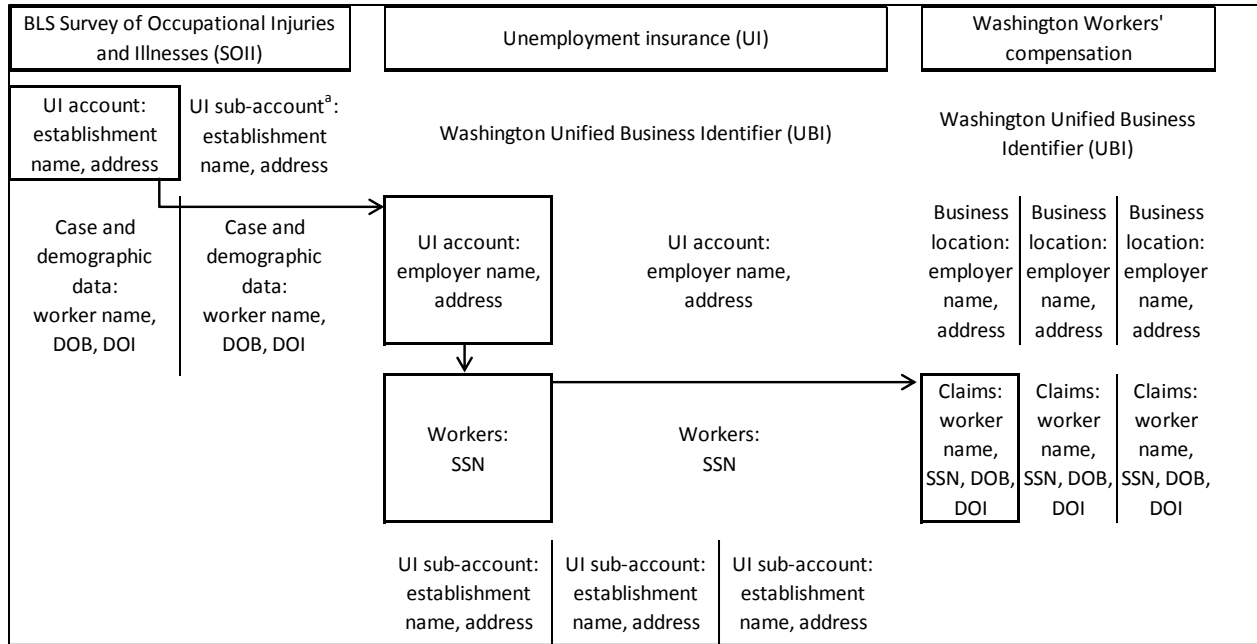 BLS Survey of Occupational Injuries
and Illnesses (SOII)
Unemployment insurance (UI)
Washington Workers'
compensation
UI account:
establishment
name, address
UI sub-accountᵃ:
establishment
name, address
Washington Unified Business Identifier (UBI)
Washington Unified Business
Identifier (UBI)
Case and
demographic
data:
worker name,
DOB, DOI
Case and
demographic
data:
worker name,
DOB, DOI
UI account:
employer name,
address
UI account:
employer name,
address
Business
location:
employer
name,
address
Business
location:
employer
name,
address
Business
location:
employer
name,
address
Workers:
SSN
Workers:
SSN
Claims:
worker
name,
SSN, DOB,
DOI
Claims:
worker
name,
SSN, DOB,
DOI
Claims:
worker
name,
SSN, DOB,
DOI
UI sub-account:
establishment
name, address
UI sub-account:
establishment
name, address
UI sub-account:
establishment
name, address